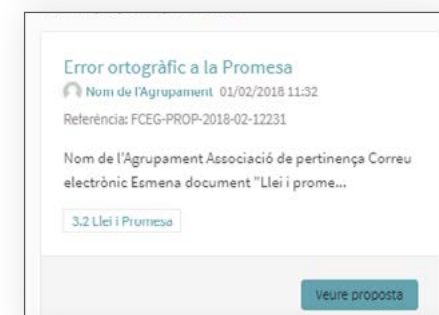 Error ortogràfic a la Promesa
Nom de l'Agrupament 01/02/2018 11:32
Referència: FCEG-PROP-2018-02-12231
Nom de l'Agrupament Associació de pertinença Correu
electrònic Esmena document "Llei i prome...
3.2 Llei i Promesa
Veure proposta